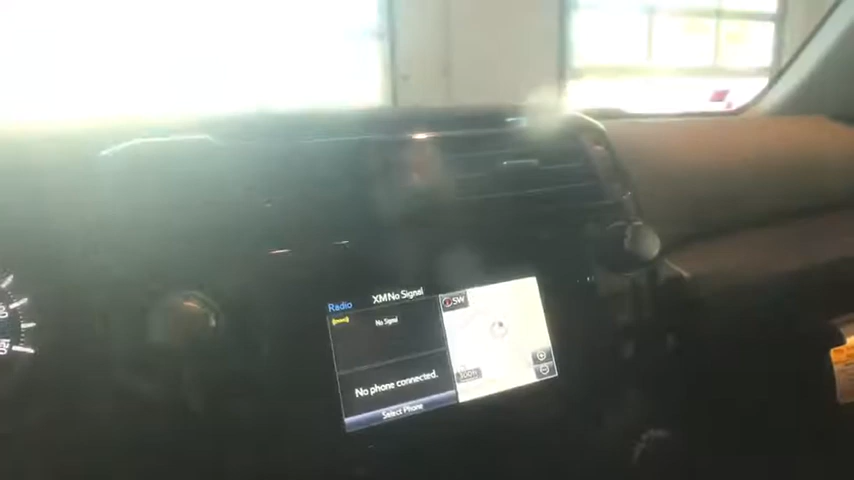 Radio
XM No Signal
No Signal
SW
No phone connected.
Select Phone